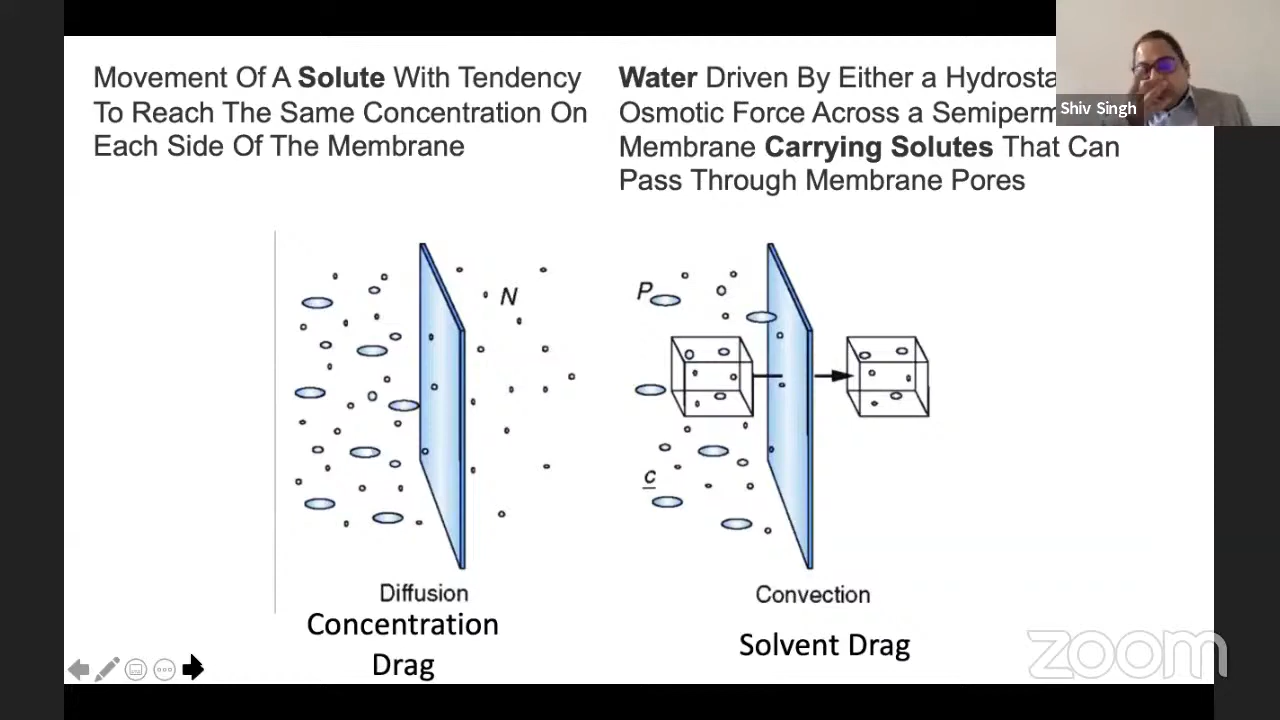 Movement Of A Solute With Tendency
To Reach The Same Concentration On
Each Side Of The Membrane
Water Driven By Either a Hydrosta
Osmotic Force Across a Semiperm
Membrane Carrying Solutes That Can
Pass Through Membrane Pores
Shiv Singh
N
P
c
Diffusion
Concentration
Drag
Convection
Solvent Drag
zoom